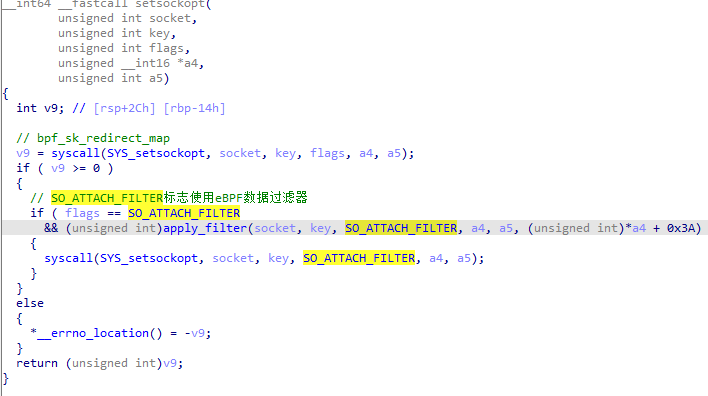 __int64 __fastcall setsockopt(
unsigned int socket,
unsigned int key,
unsigned int flags,
unsigned __int16 *a4,
unsigned int a5)
{
int v9; // [rsp+2Ch] [rbp-14h]
// bpf_sk_redirect_map
v9 = syscall(SYS_setsockopt, socket, key, flags, a4, a5);
if ( v9 >= 0 )
{
// SO_ATTACH_FILTER标志使用eBPF数据过滤器
if ( flags == SO_ATTACH_FILTER
&& (unsigned int)apply_filter(socket, key, SO_ATTACH_FILTER, a4, a5, (unsigned int)*a4 + 0x3A)
{
syscall(SYS_setsockopt, socket, key, SO_ATTACH_FILTER, a4, a5);
}
}
else
{
*__errno_location() = -v9;
}
return (unsigned int)v9;
}